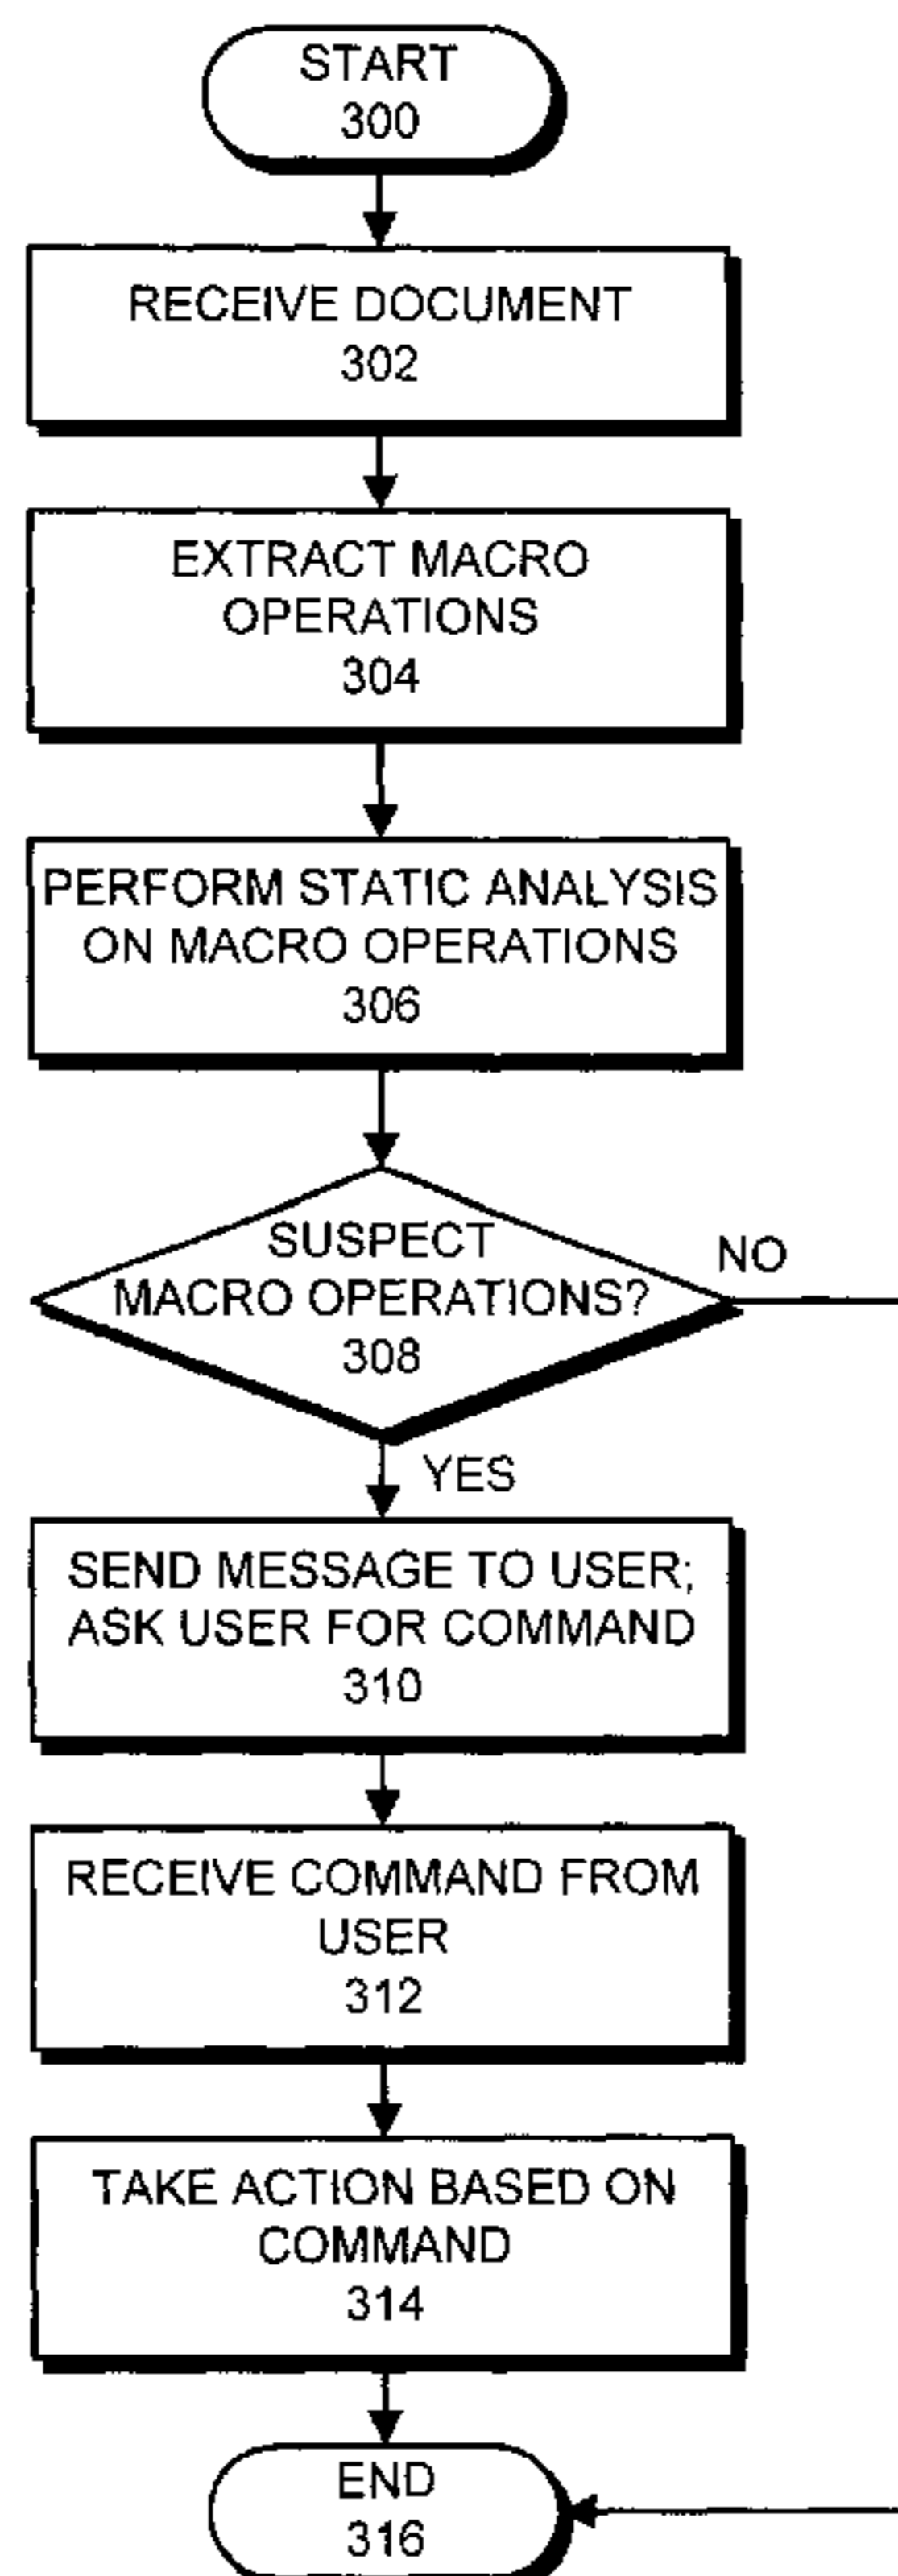 START
300
RECEIVE DOCUMENT
302
EXTRACT MACRO
OPERATIONS
304
PERFORM STATIC ANALYSIS
ON MACRO OPERATIONS
306
SUSPECT
MACRO OPERATIONS?
308
NO
YES
SEND MESSAGE TO USER;
ASK USER FOR COMMAND
310
RECEIVE COMMAND FROM
USER
312
TAKE ACTION BASED ON
COMMAND
314
END
316